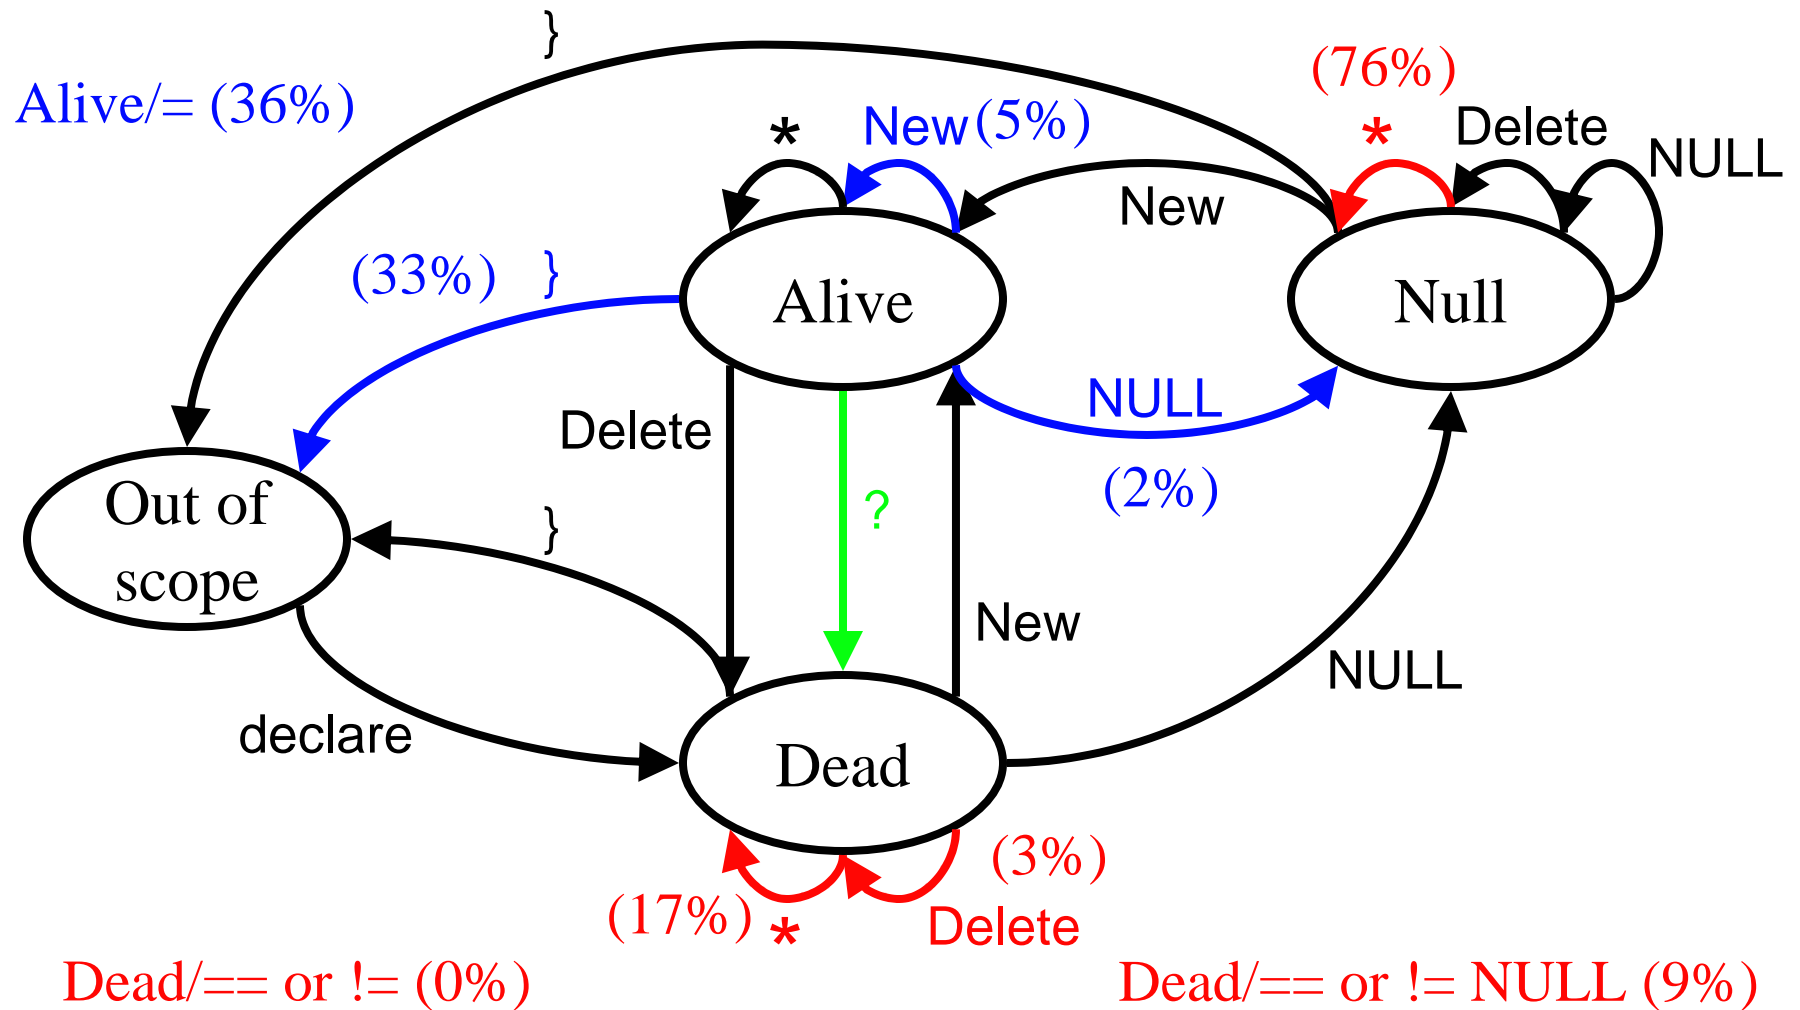 }
Alive/= (36%)
(76%)
*
New (5%)
*
Delete
NULL
New
(33%) }
Alive
Null
NULL
Delete
(2%)
Out of
scope
}
?
New
NULL
declare
Dead
(3%)
(17%) *
Delete
Dead/== or != (0%)
Dead/== or != NULL (9%)